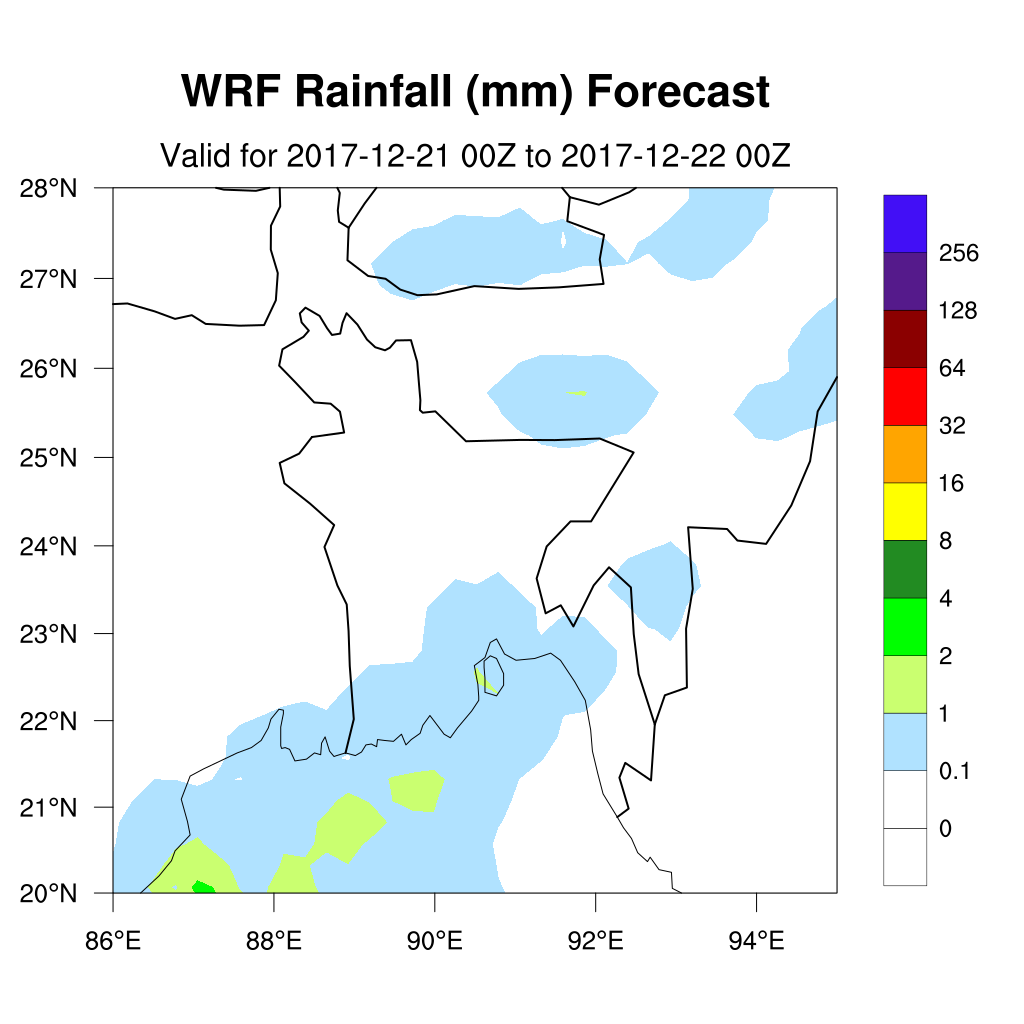 WRF Rainfall (mm) Forecast
Valid for 2017-12-21 00Z to 2017-12-22 00Z
28°N
27°N
26°N
25°N
24°N
23°N
22°N
21°N
20°N
86°E 88°E 90°E 92°E 94°E
256
128
64
32
16
8
4
2
1
0.1
0